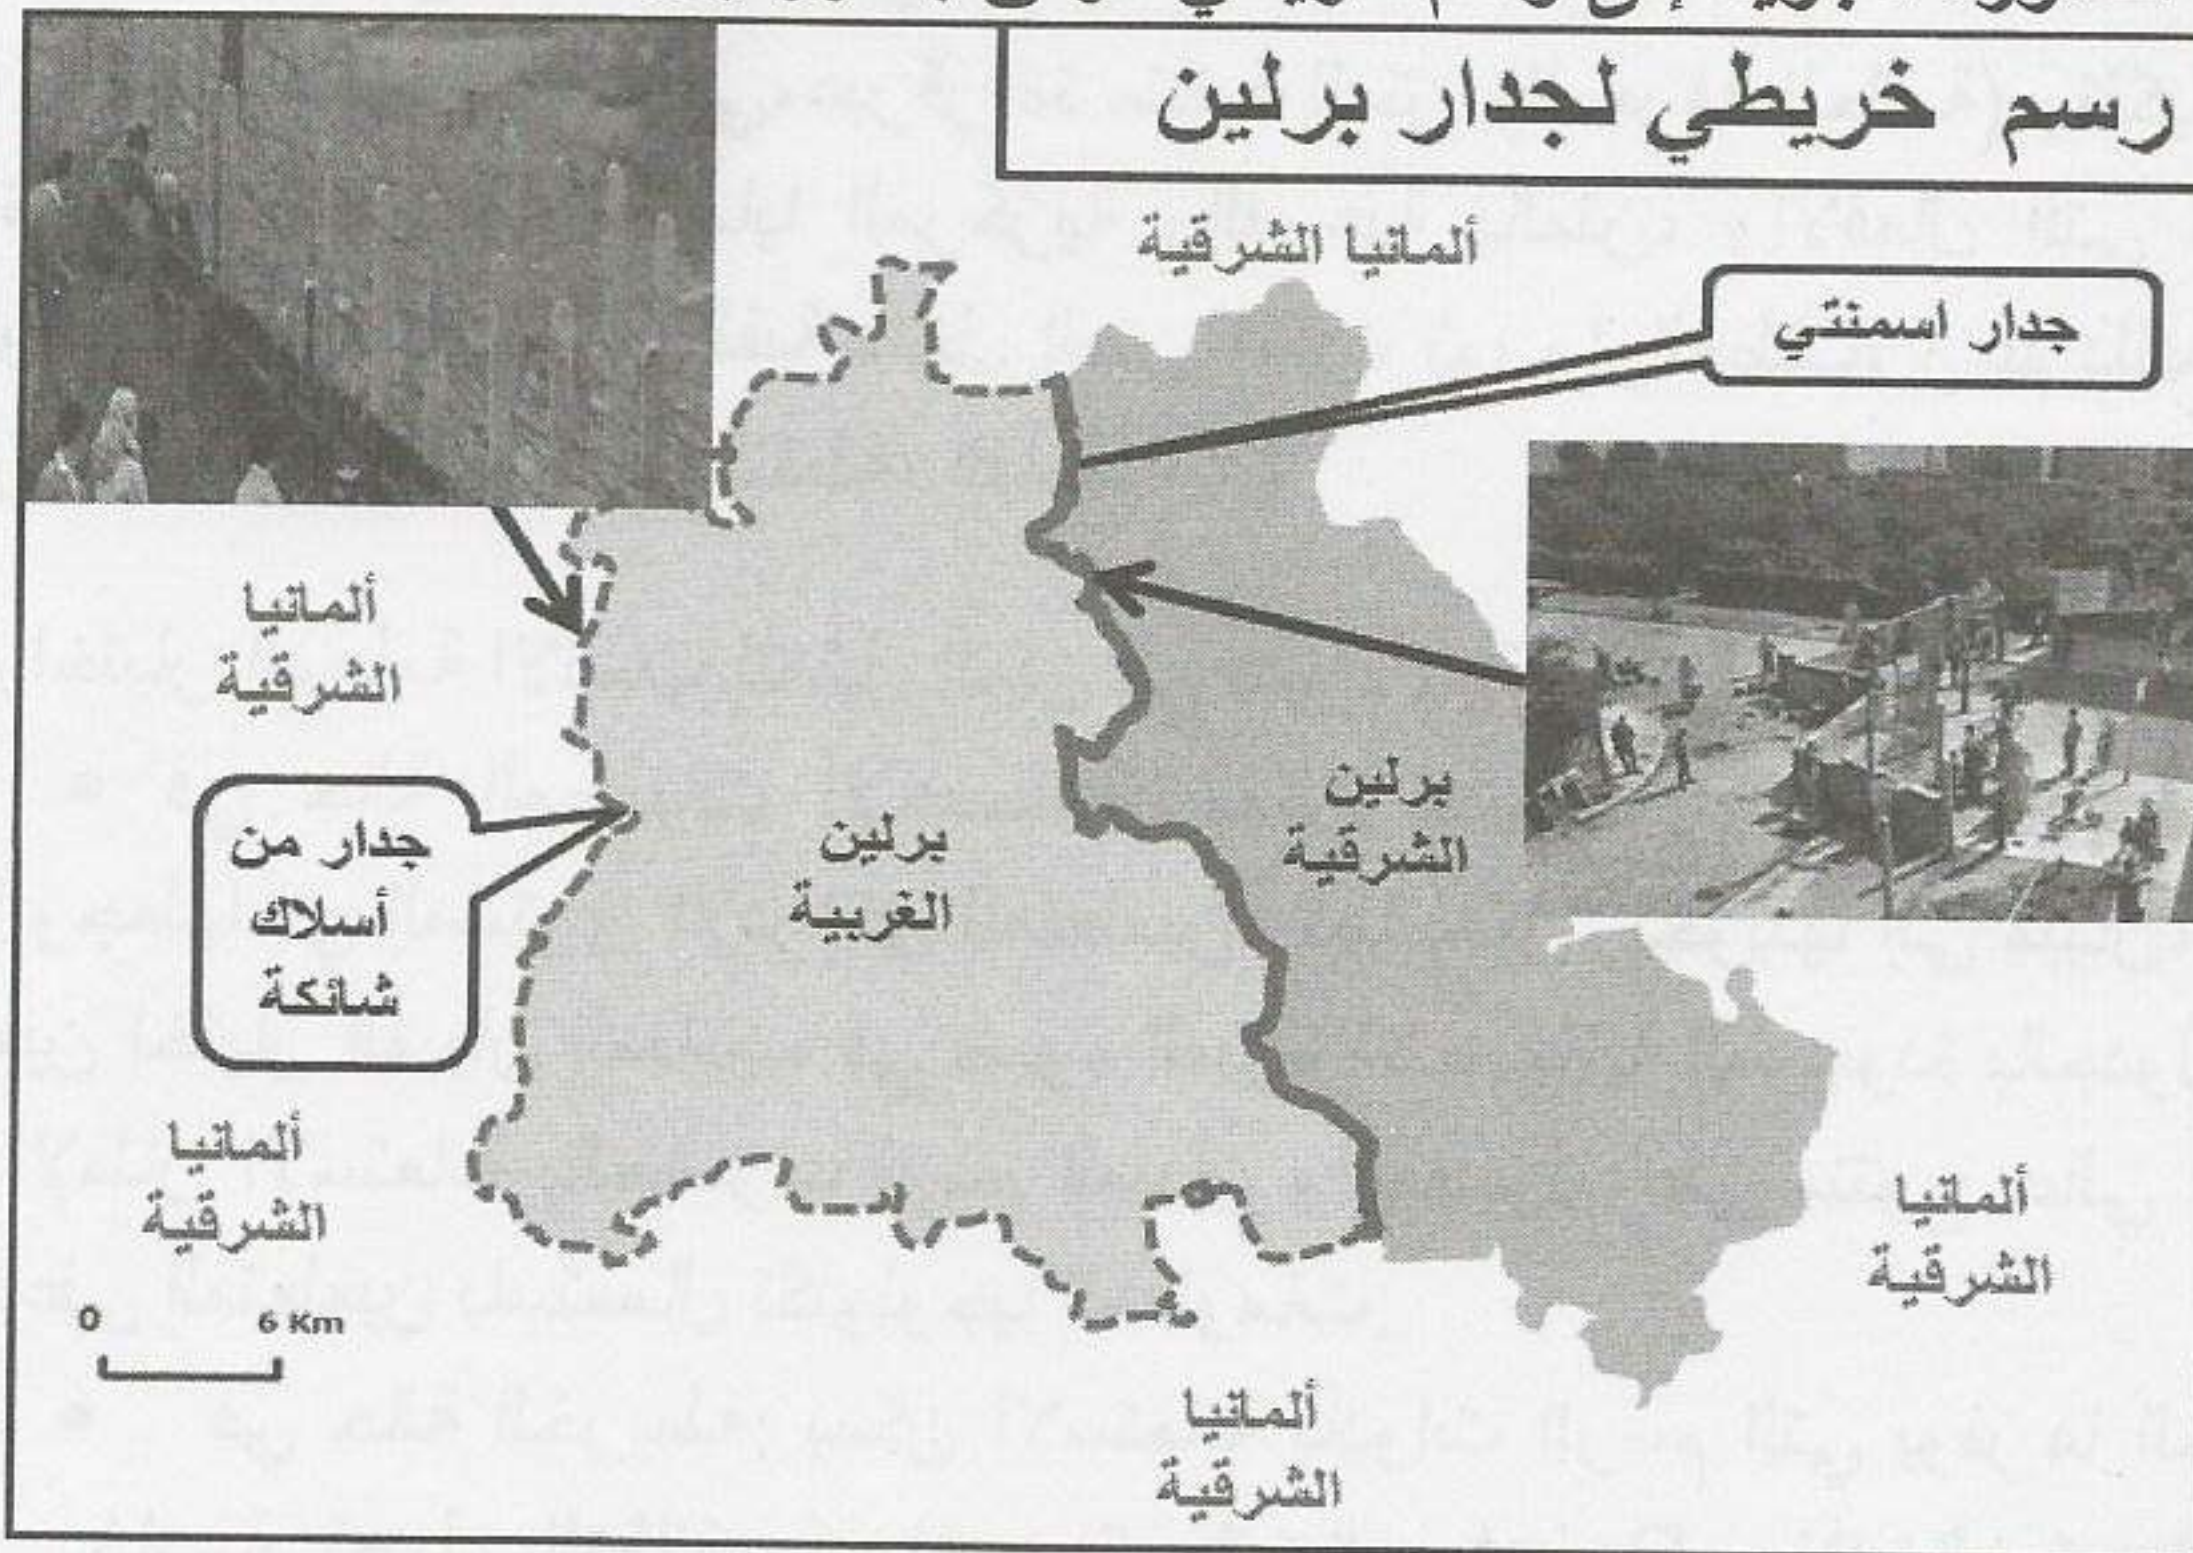 رسم خريطي لجدار برلين
ألمانيا الشرقية
جدار اسمنتي
ألمانيا
الشرقية
جدار من
أسلاك
شائكة
برلين
الغربية
برلين
الشرقية
ألمانيا
الشرقية
ألمانيا
الشرقية
0 6 Km
ألمانيا
الشرقية